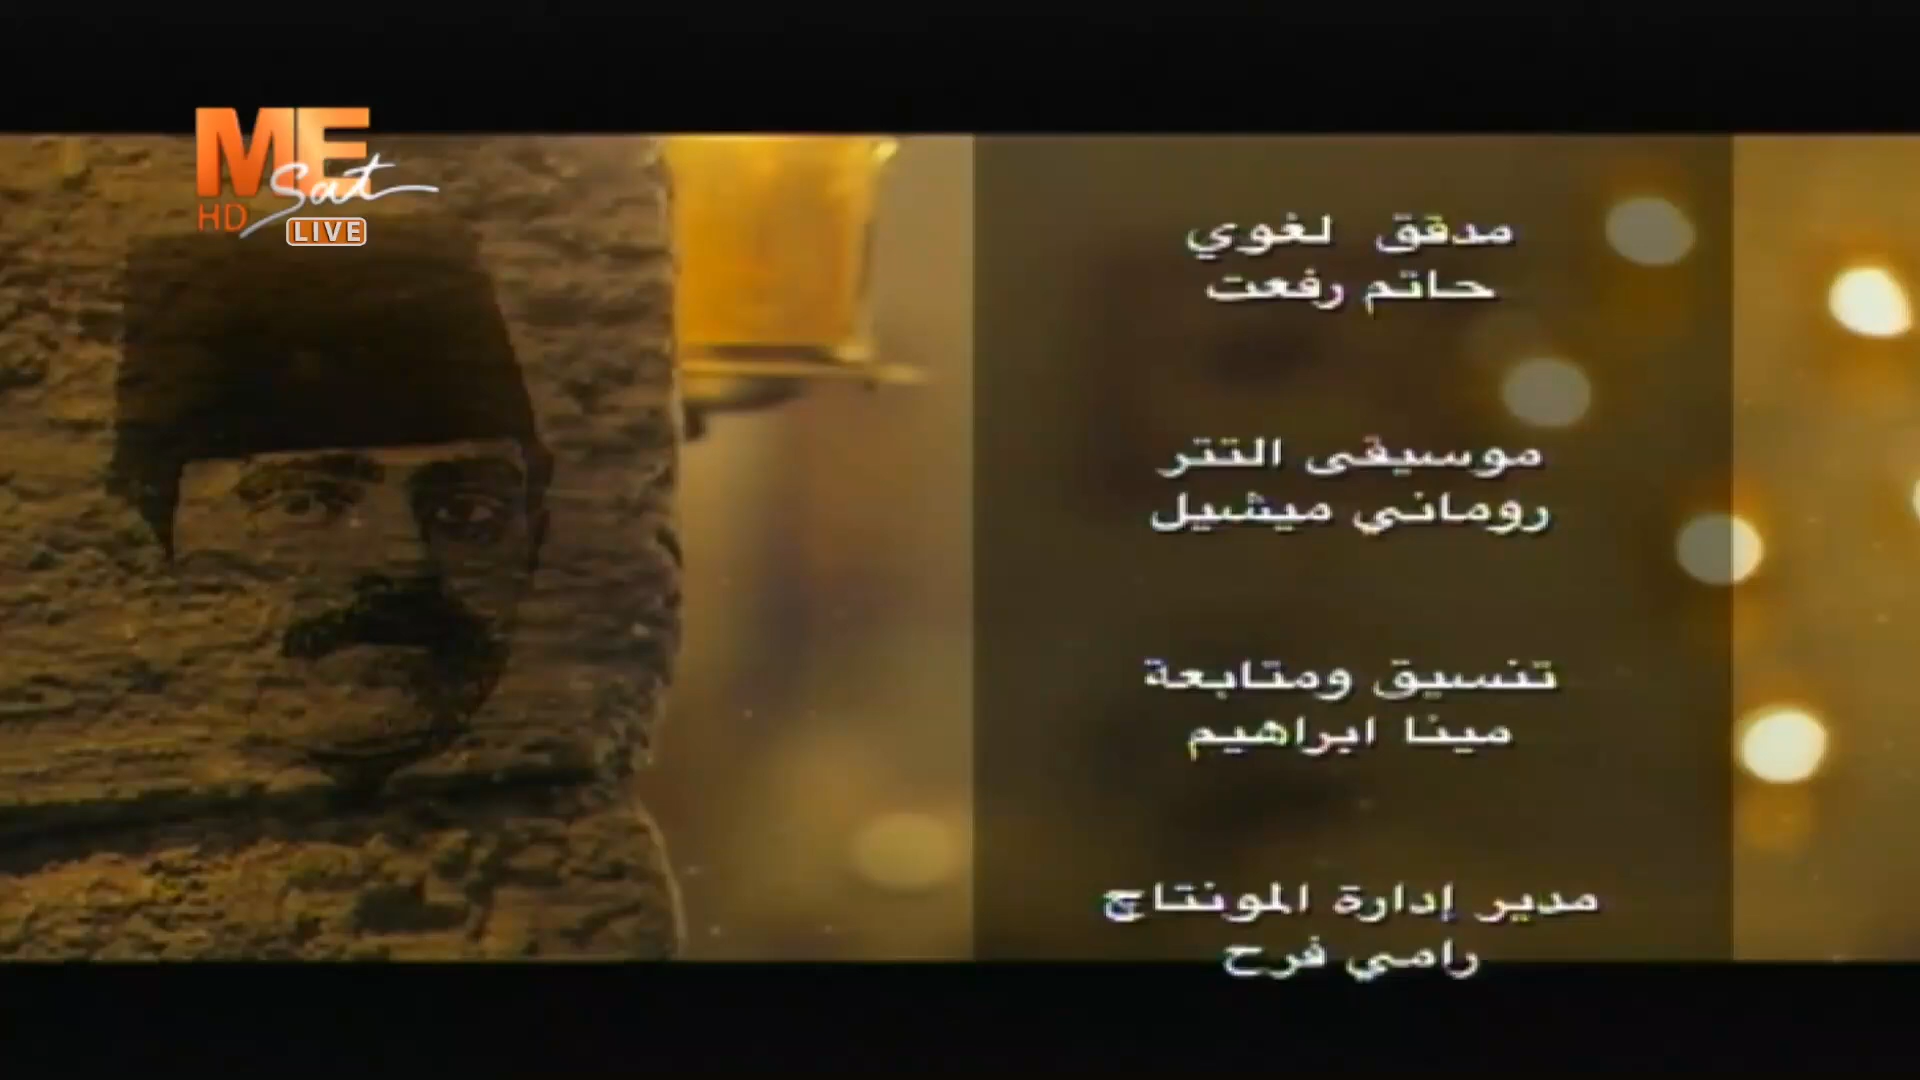 ME
Sat
HD
LIVE
مدقق لغوي
حاتم رفعت
موسيقى التتر
روماني ميشيل
تنسيق ومتابعة
مينا ابراهيم
مدير إدارة المونتاج
رامي فرح